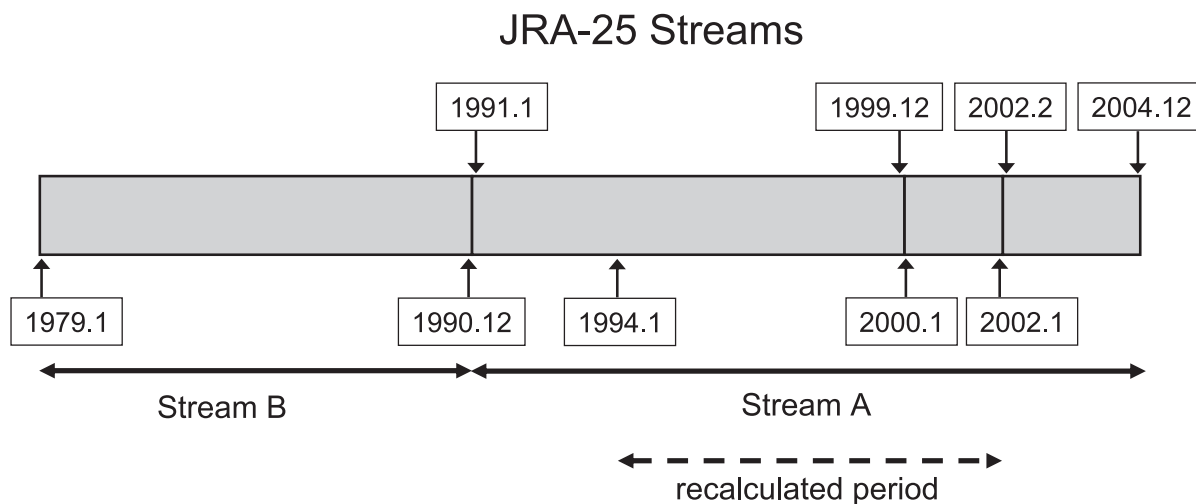 JRA-25 Streams
1991.1
1999.12
2002.2
2004.12
1979.1
1990.12
1994.1
2000.1
2002.1
Stream B
Stream A
recalculated period